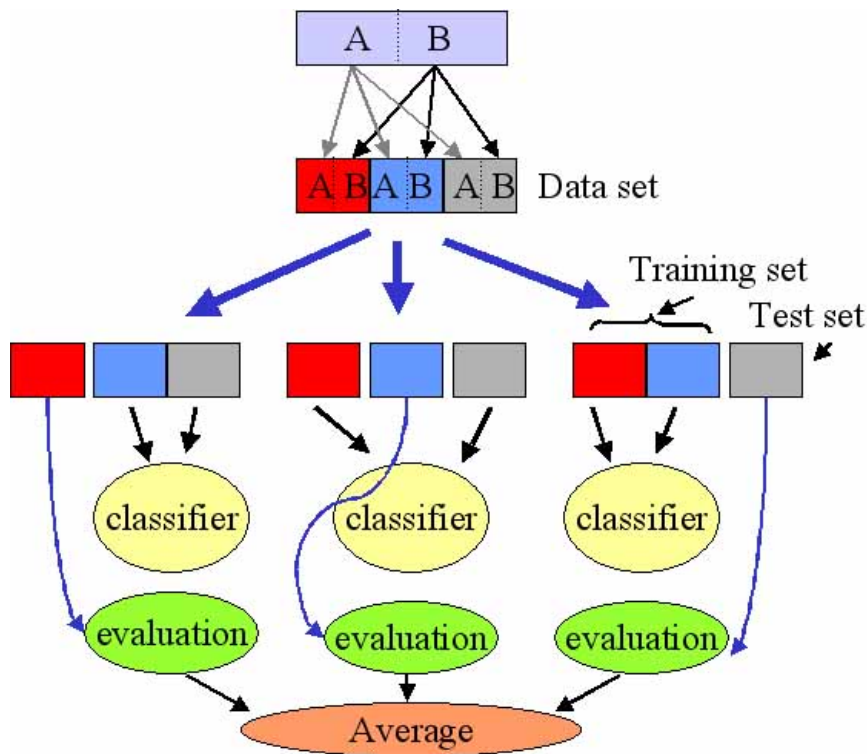 A B
A B A B A B Data set
Training set
Test set
classifier classifier classifier
evaluation evaluation evaluation
Average